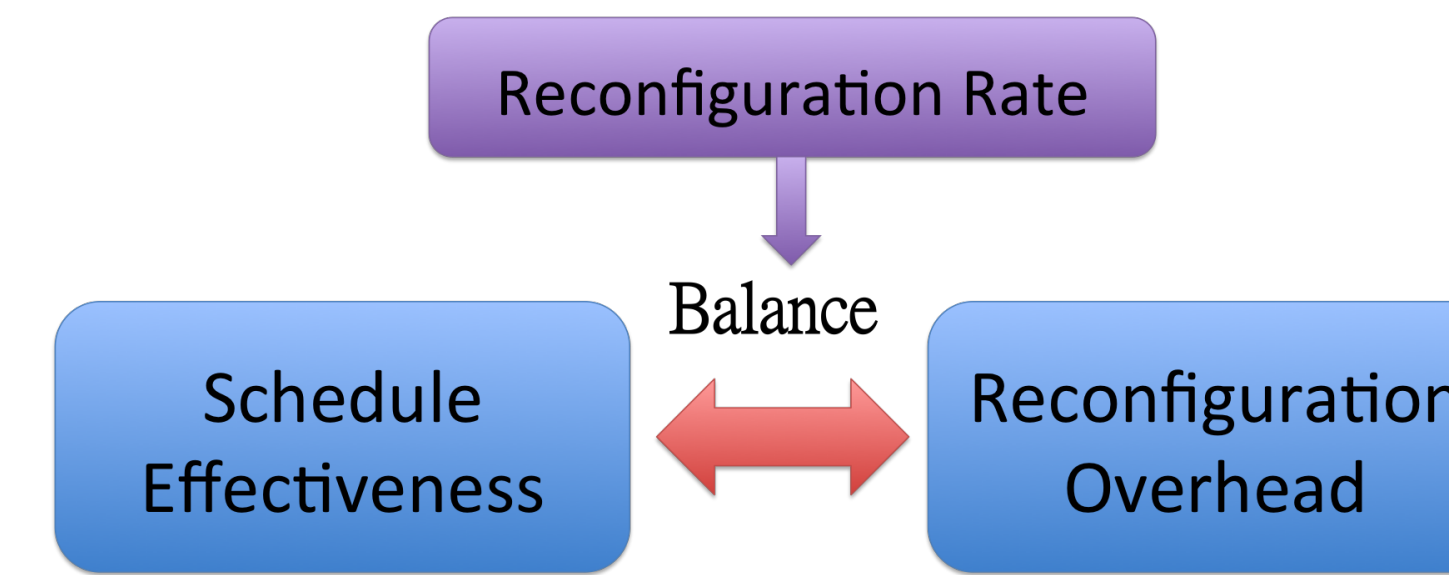 Reconfiguration Rate
Balance
Schedule
Effectiveness
Reconfiguration
Overhead